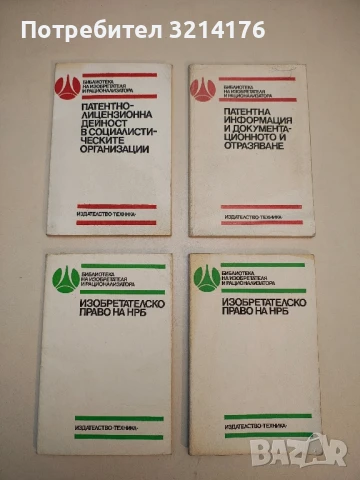 Потребител 3214176
БИБЛИОТЕКА
НА ИЗОБРЕТАТЕЛЯ
И РАЦИОНАЛИЗАТОРА
ПАТЕНТНО-
ЛИЦЕНЗИОННА
ДЕЙНОСТ
В СОЦИАЛИСТИ-
ЧЕСКИТЕ
ОРГАНИЗАЦИИ
ИЗДАТЕЛСТВО•ТЕХНИКА•
БИБЛИОТЕКА
НА ИЗОБРЕТАТЕЛЯ
И РАЦИОНАЛИЗАТОРА
ПАТЕНТНА
ИНФОРМАЦИЯ
И ДОКУМЕНТА-
ЦИОННОТО Й
ОТРАЗЯВАНЕ
ИЗДАТЕЛСТВО•ТЕХНИКА•
БИБЛИОТЕКА
НА ИЗОБРЕТАТЕЛЯ
И РАЦИОНАЛИЗАТОРА
ИЗОБРЕТАТЕЛСКО
ПРАВО НА НРБ
ИЗДАТЕЛСТВО•ТЕХНИКА•
БИБЛИОТЕКА
НА ИЗОБРЕТАТЕЛЯ
И РАЦИОНАЛИЗАТОРА
ИЗОБРЕТАТЕЛСКО
ПРАВО НА НРБ
ИЗДАТЕЛСТВО•ТЕХНИКА•
bazar